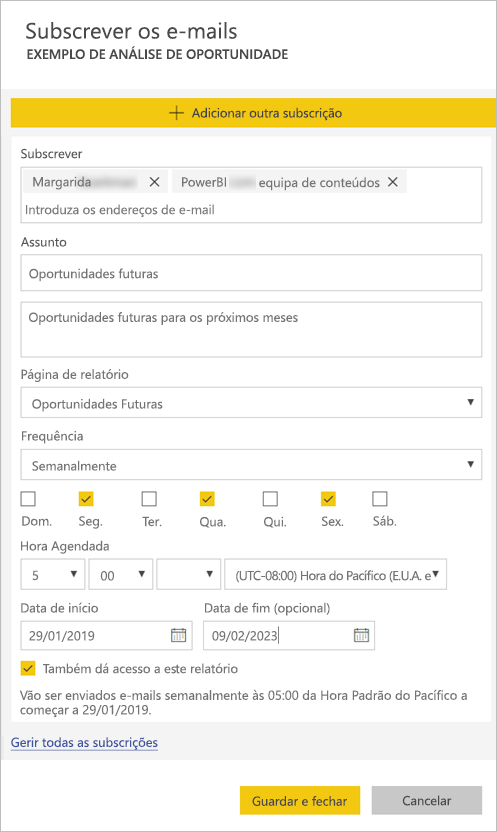 Subscrever os e-mails
EXEMPLO DE ANÁLISE DE OPORTUNIDADE
Adicionar outra subscrição
Subscrever
Margarida PowerBI equipa de conteúdos
Introduza os endereços de e-mail
Assunto
Oportunidades futuras
Oportunidades futuras para os próximos meses
Página de relatório
Oportunidades Futuras
Frequência
Semanalmente
Dom. Seg. Ter. Qua. Qui. Sex. Sáb.
Hora Agendada
5 00 (UTC-08:00) Hora do Pacífico (E.U.A. e
Data de início Data de fim (opcional)
29/01/2019 09/02/2023
Também dá acesso a este relatório
Vão ser enviados e-mails semanalmente às 05:00 da Hora Padrão do Pacífico a
começar a 29/01/2019.
Gerir todas as subscrições
Guardar e fechar Cancelar